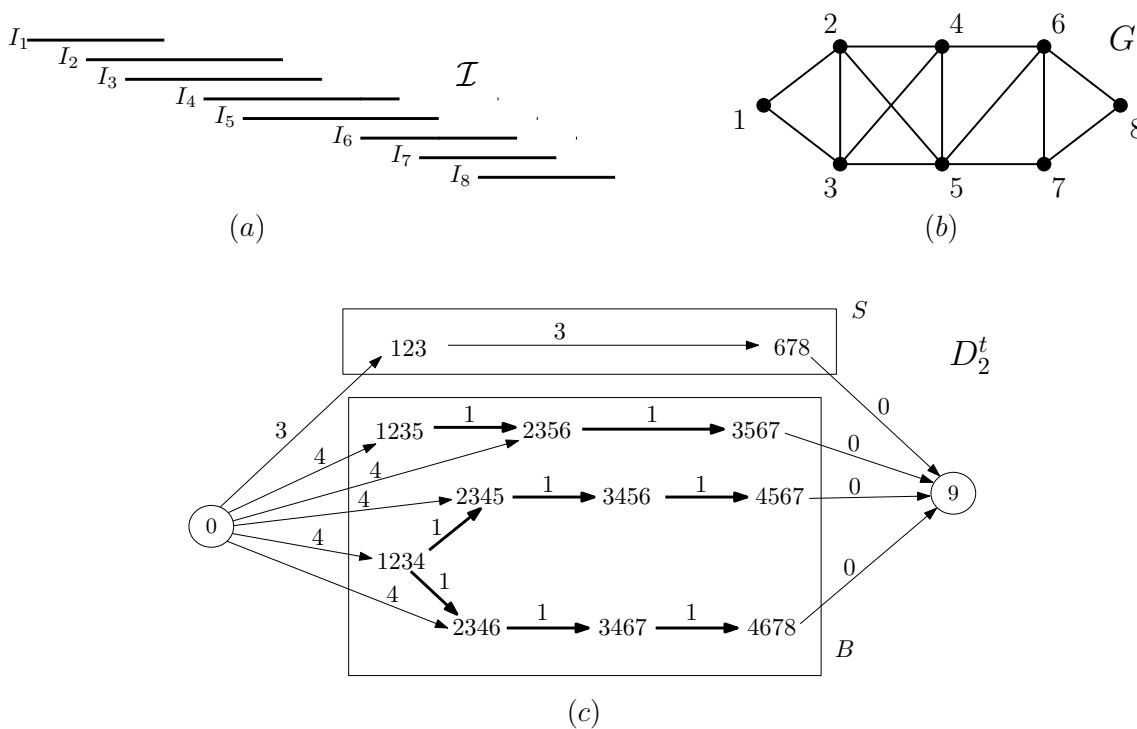 I₁
I₂
I₃
I₄
I₅
I₆
I₇
I₈
ℐ
(a)
2 4 6
G
1
8
3 5 7
(b)
S
3
123 678
D₂ᵗ
3
0
1 1
1235 2356 3567
4
0
4
1 1
2345 3456 4567
4
0
0
9
1
4
1234
1
0
4
1 1
2346 3467 4678
B
(c)